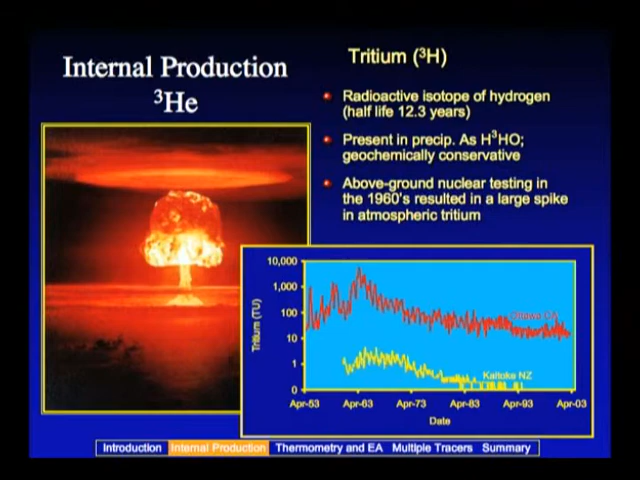 Internal Production
³He
Tritium (³H)
Radioactive isotope of hydrogen
(half life 12.3 years)
Present in precip. As H³HO;
geochemically conservative
Above-ground nuclear testing in
the 1960's resulted in a large spike
in atmospheric tritium
10,000
1,000
100
10
1
0
Tritium (TU)
Ottawa CA
Kaitoke NZ
Apr-53 Apr-63 Apr-73 Apr-83 Apr-93 Apr-03
Date
Introduction Internal Production Thermometry and EA Multiple Tracers Summary